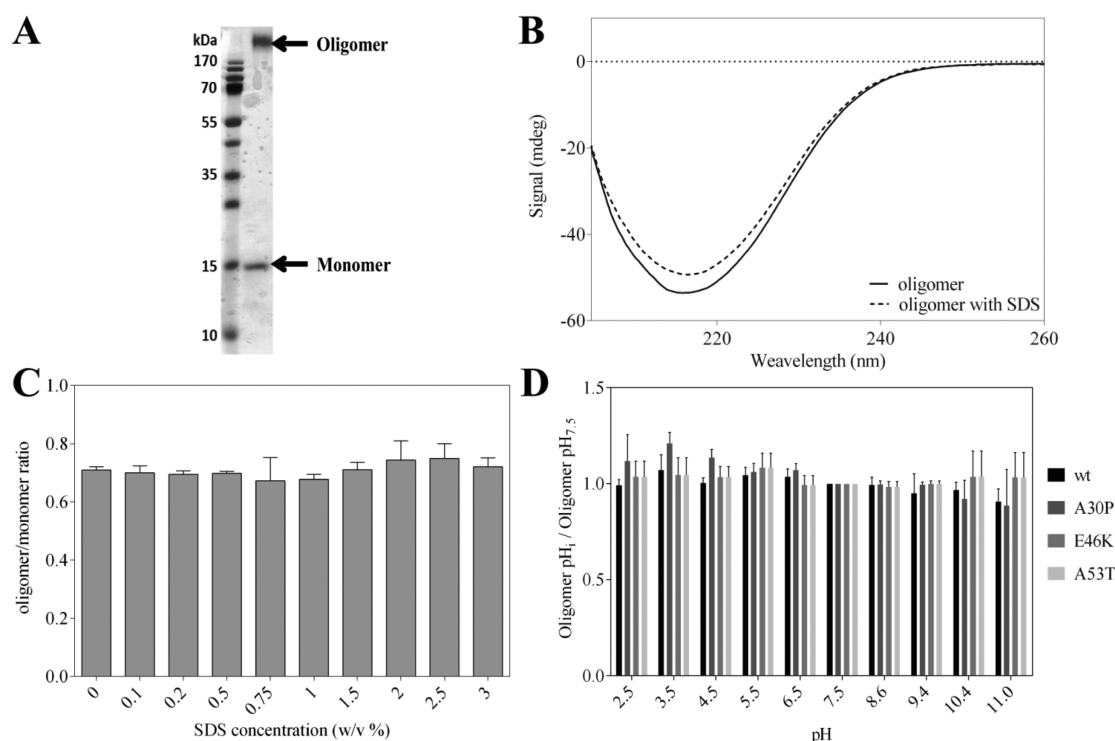 A
kDa
170
70
55
35
15
10
Oligomer
Monomer
B
0
-20
-40
-60
Signal (mdeg)
oligomer
oligomer with SDS
220
240
260
Weavelength (nm)
C
1.0
0.8
0.6
0.4
0.2
0.0
oligomer/monomer ratio
0
0.1
0.2
0.5
0.75
1
1.5
2
2.5
3
SDS concentration (w/v %)
D
1.5
1.0
0.5
0.0
Oligomer pHi / Oligomer pH7.5
2.5
3.5
4.5
5.5
6.5
7.5
8.6
9.4
10.4
11.0
pH
wt
A30P
E46K
A53T